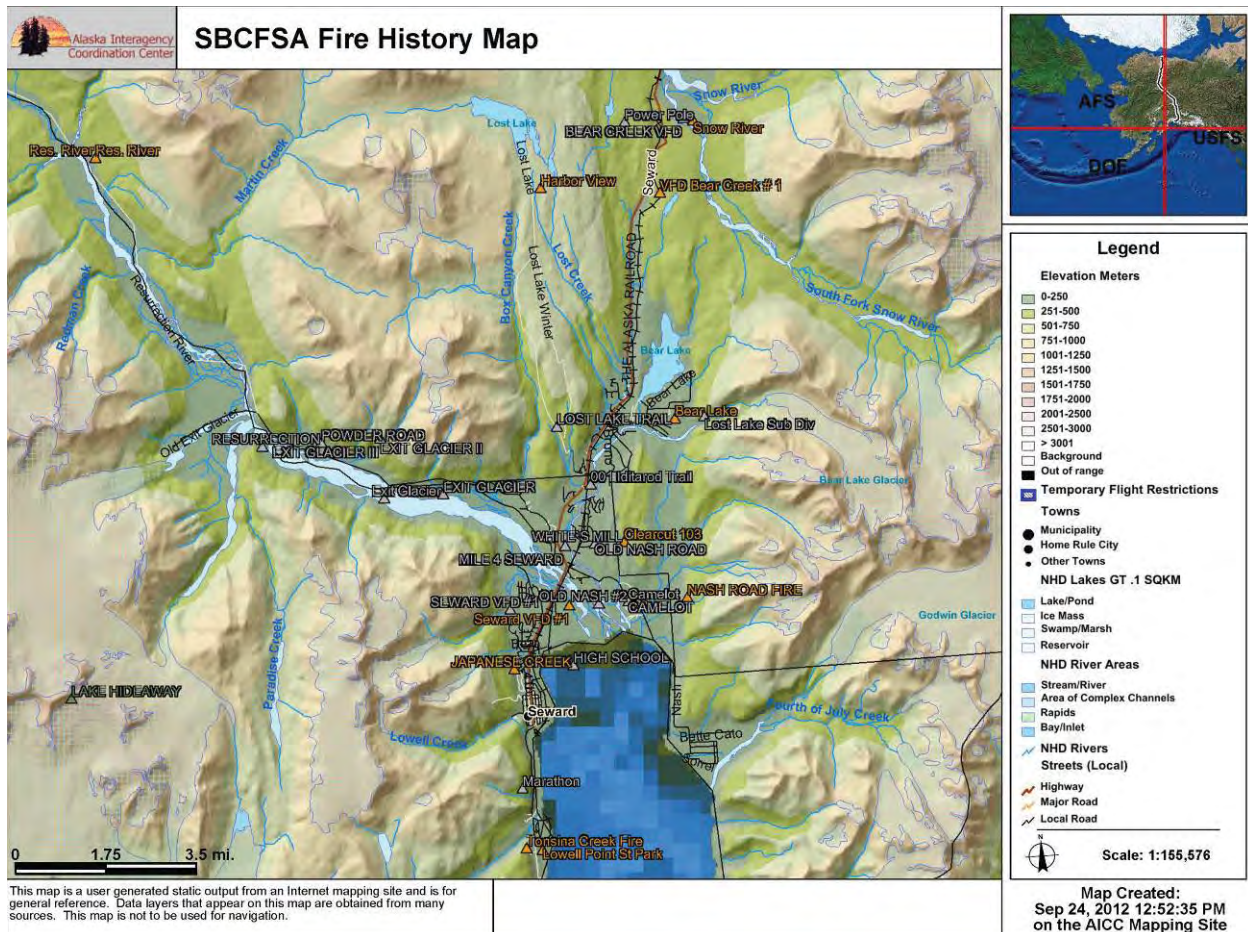 Alaska Interagency
Coordination Center
SBCFSA Fire History Map
AFS
USFS
DOF
Snow River
Lost Lake
Power Pole
Snow River
BEAR CREEK VFD
Res. River
Res. River
Martin Creek
Lost Lake
Seward
Harbor View
VFD Bear Creek # 1
Box Canyon Creek
Lost Creek
THE ALASKA RAILROAD
Redman Creek
Resurrection River
Lost Lake Winter
South Fork Snow River
Bear Lake
Bear Lake
Old Exit Glacier
LOST LAKE TRAIL
Bear Lake
Lost Lake Sub Div
RESURRECTION
POWDER ROAD
EXIT GLACIER III
EXIT GLACIER II
001 Iditarod Trail
Bear Lake Glacier
Exit Glacier
EXIT GLACIER
WHITE'S MILL
Clearcut 103
OLD NASH ROAD
MILE 4 SEWARD
SEWARD VFD #1
OLD NASH #2
Camelot
NASH ROAD FIRE
CAMELOT
Seward VFD #1
Godwin Glacier
Paradise Creek
JAPANESE CREEK
HIGH SCHOOL
LAKE HIDEAWAY
Nash
Seward
Fourth of July Creek
Lowell Creek
Bette Cato
Sorrel
Marathon
Tonsina Creek Fire
Lowell Point St Park
0 1.75 3.5 mi.
Legend
Elevation Meters
0-250
251-500
501-750
751-1000
1001-1250
1251-1500
1501-1750
1751-2000
2001-2500
2501-3000
> 3001
Background
Out of range
Temporary Flight Restrictions
Towns
Municipality
Home Rule City
Other Towns
NHD Lakes GT .1 SQKM
Lake/Pond
Ice Mass
Swamp/Marsh
Reservoir
NHD River Areas
Stream/River
Area of Complex Channels
Rapids
Bay/Inlet
NHD Rivers
Streets (Local)
Highway
Major Road
Local Road
N
Scale: 1:155,576
This map is a user generated static output from an Internet mapping site and is for
general reference. Data layers that appear on this map are obtained from many
sources. This map is not to be used for navigation.
Map Created:
Sep 24, 2012 12:52:35 PM
on the AICC Mapping Site